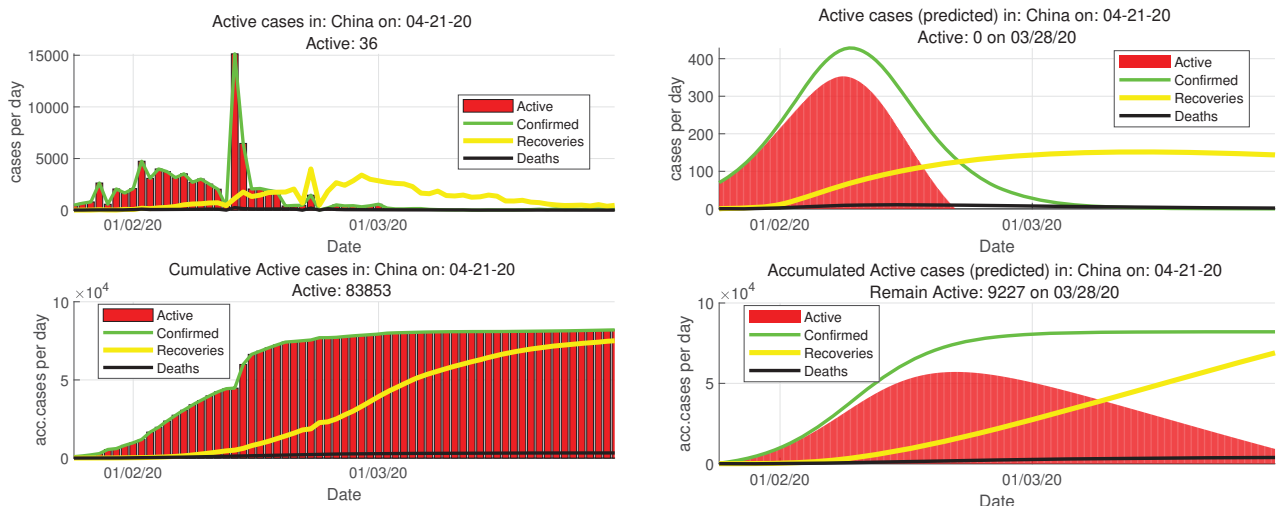 Active cases in: China on: 04-21-20
Active: 36
15000
10000
5000
0
cases per day
Active
Confirmed
Recoveries
Deaths
01/02/20
01/03/20
Date
Active cases (predicted) in: China on: 04-21-20
Active: 0 on 03/28/20
400
300
200
100
0
cases per day
Active
Confirmed
Recoveries
Deaths
01/02/20
01/03/20
Date
Cumulative Active cases in: China on: 04-21-20
Active: 83853
×10⁴
10
5
0
acc.cases per day
Active
Confirmed
Recoveries
Deaths
01/02/20
01/03/20
Date
Accumulated Active cases (predicted) in: China on: 04-21-20
Remain Active: 9227 on 03/28/20
×10⁴
10
5
0
acc.cases per day
Active
Confirmed
Recoveries
Deaths
01/02/20
01/03/20
Date